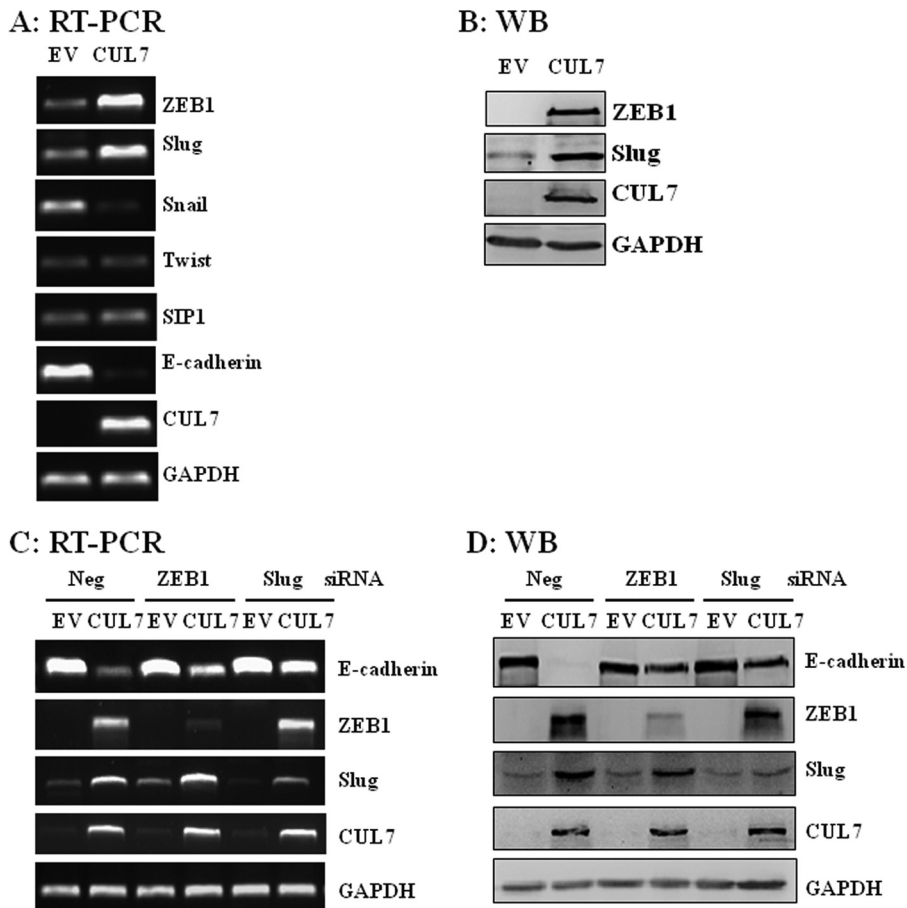 A: RT-PCR
EV CUL7
ZEB1
Slug
Snail
Twist
SIP1
E-cadherin
CUL7
GAPDH
B: WB
EV CUL7
ZEB1
Slug
CUL7
GAPDH
C: RT-PCR
Neg ZEB1 Slug siRNA
EV CUL7 EV CUL7 EV CUL7
E-cadherin
ZEB1
Slug
CUL7
GAPDH
D: WB
Neg ZEB1 Slug siRNA
EV CUL7 EV CUL7 EV CUL7
E-cadherin
ZEB1
Slug
CUL7
GAPDH